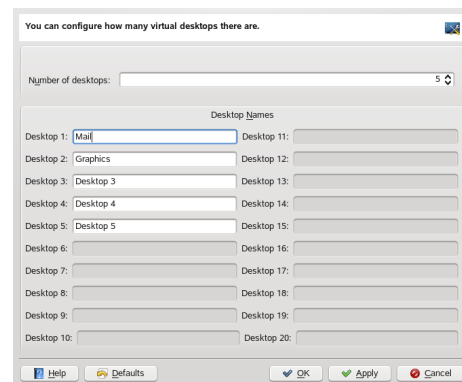 You can configure how many virtual desktops there are.
Number of desktops: 5
Desktop Names
Desktop 1: Mail Desktop 11:
Desktop 2: Graphics Desktop 12:
Desktop 3: Desktop 3 Desktop 13:
Desktop 4: Desktop 4 Desktop 14:
Desktop 5: Desktop 5 Desktop 15:
Desktop 6: Desktop 16:
Desktop 7: Desktop 17:
Desktop 8: Desktop 18:
Desktop 9: Desktop 19:
Desktop 10: Desktop 20:
Help Defaults OK Apply Cancel